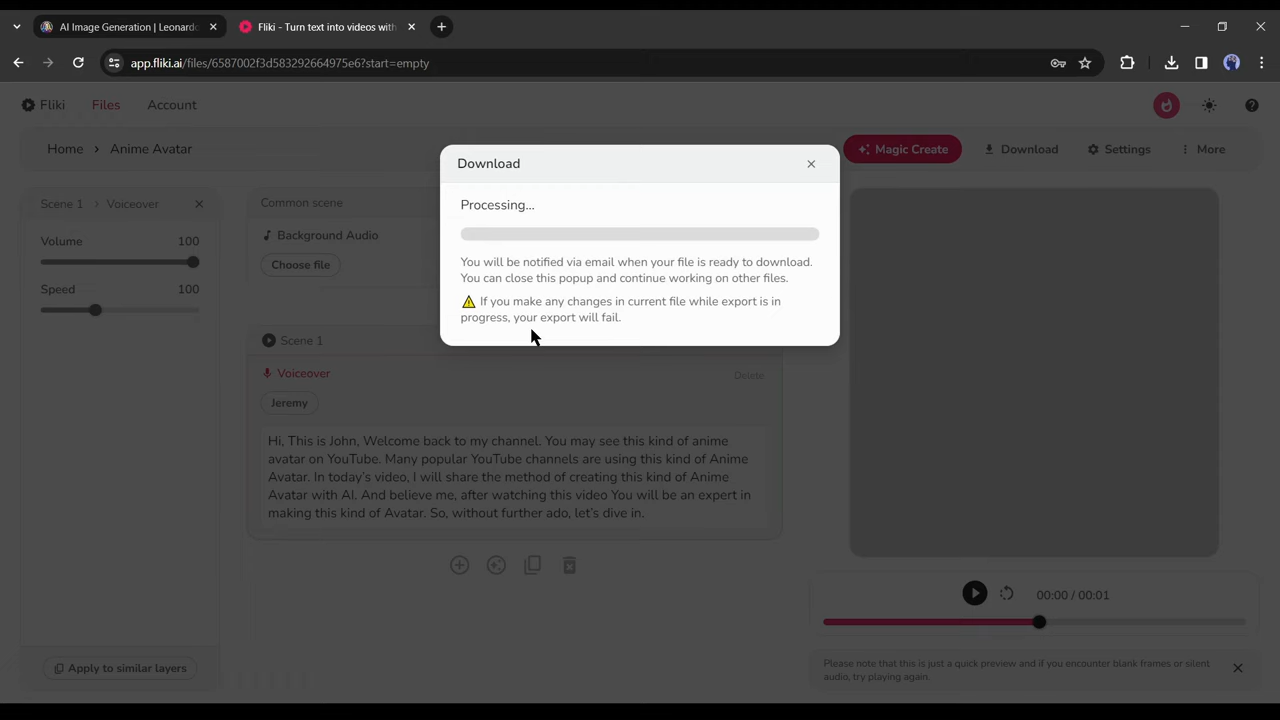 AI Image Generation | Leonardo
Fliki - Turn text into videos with
app.fliki.ai/files/6587002f3d583292664975e6?start=empty
Fliki
Files
Account
Home > Anime Avatar
Magic Create
Download
Settings
More
Download
Processing...
You will be notified via email when your file is ready to download.
You can close this popup and continue working on other files.
If you make any changes in current file while export is in
progress, your export will fail.
Scene 1 > Voiceover
Volume 100
Speed 100
Apply to similar layers
Common scene
Background Audio
Choose file
Scene 1
Voiceover
Delete
Jeremy
Hi, This is John, Welcome back to my channel. You may see this kind of anime
avatar on YouTube. Many popular YouTube channels are using this kind of Anime
Avatar. In today's video, I will share the method of creating this kind of Anime
Avatar with AI. And believe me, after watching this video You will be an expert in
making this kind of Avatar. So, without further ado, let's dive in.
00:00 / 00:01
Please note that this is just a quick preview and if you encounter blank frames or silent
audio, try playing again.